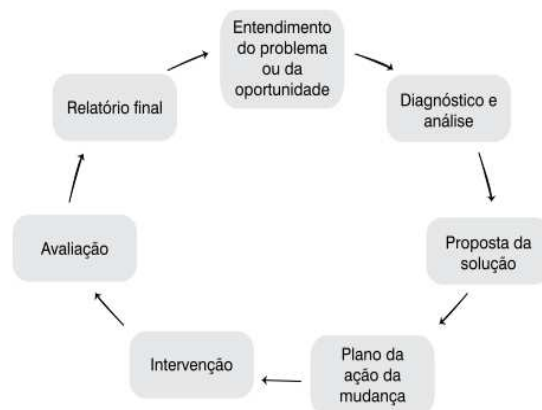 Entendimento
do problema
ou da
oportunidade
Diagnóstico e
análise
Proposta da
solução
Plano da
ação da
mudança
Intervenção
Avaliação
Relatório final